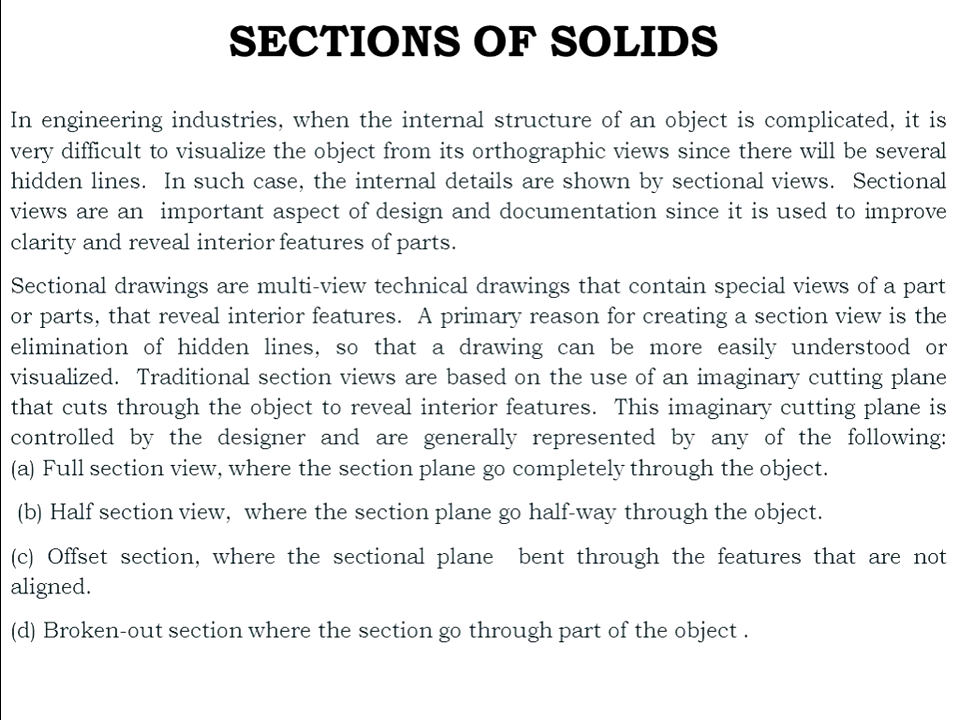 SECTIONS OF SOLIDS
In engineering industries, when the internal structure of an object is complicated, it is
very difficult to visualize the object from its orthographic views since there will be several
hidden lines. In such case, the internal details are shown by sectional views. Sectional
views are an important aspect of design and documentation since it is used to improve
clarity and reveal interior features of parts.
Sectional drawings are multi-view technical drawings that contain special views of a part
or parts, that reveal interior features. A primary reason for creating a section view is the
elimination of hidden lines, so that a drawing can be more easily understood or
visualized. Traditional section views are based on the use of an imaginary cutting plane
that cuts through the object to reveal interior features. This imaginary cutting plane is
controlled by the designer and are generally represented by any of the following:
(a) Full section view, where the section plane go completely through the object.
(b) Half section view, where the section plane go half-way through the object.
(c) Offset section, where the sectional plane bent through the features that are not
aligned.
(d) Broken-out section where the section go through part of the object .